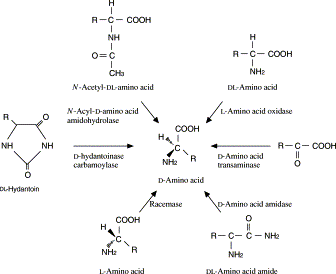 H
R—C—COOH
NH
O=C
CH3
N-Acetyl-DL-amino acid
H
R—C—COOH
NH2
DL-Amino acid
N-Acyl-D-amino acid
amidohydrolase
L-Amino acid oxidase
R
O
NH
HN
O
DL-Hydantoin
D-hydantoinase
carbamoylase
COOH
H
C
NH2
R
D-Amino acid
D-Amino acid
transaminase
R
COOH
C
O
Racemase
D-Amino acid amidase
COOH
H
C
NH2
R
L-Amino acid
H
O
R—C—C—NH2
NH2
DL-Amino acid amide